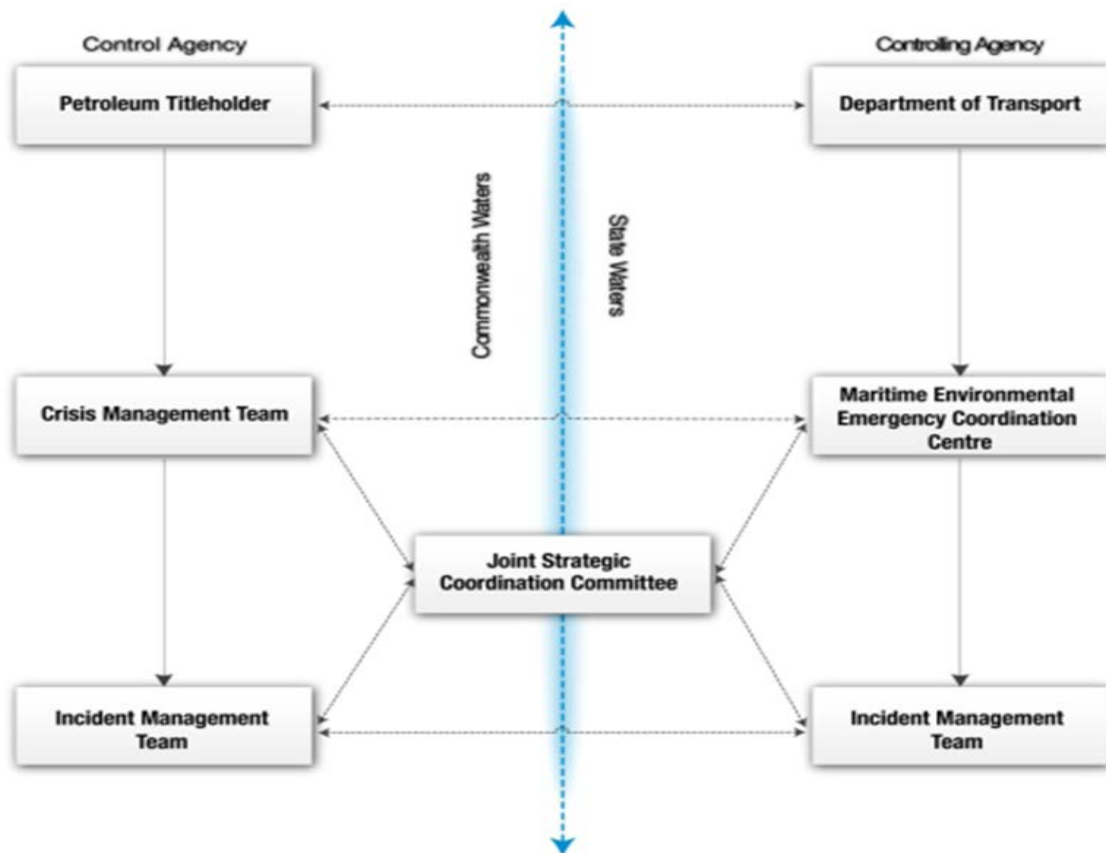 Control Agency
Controlling Agency
Petroleum Titleholder
Department of Transport
Commonwealth Waters
State Waters
Crisis Management Team
Maritime Environmental
Emergency Coordination
Centre
Joint Strategic
Coordination Committee
Incident Management
Team
Incident Management
Team